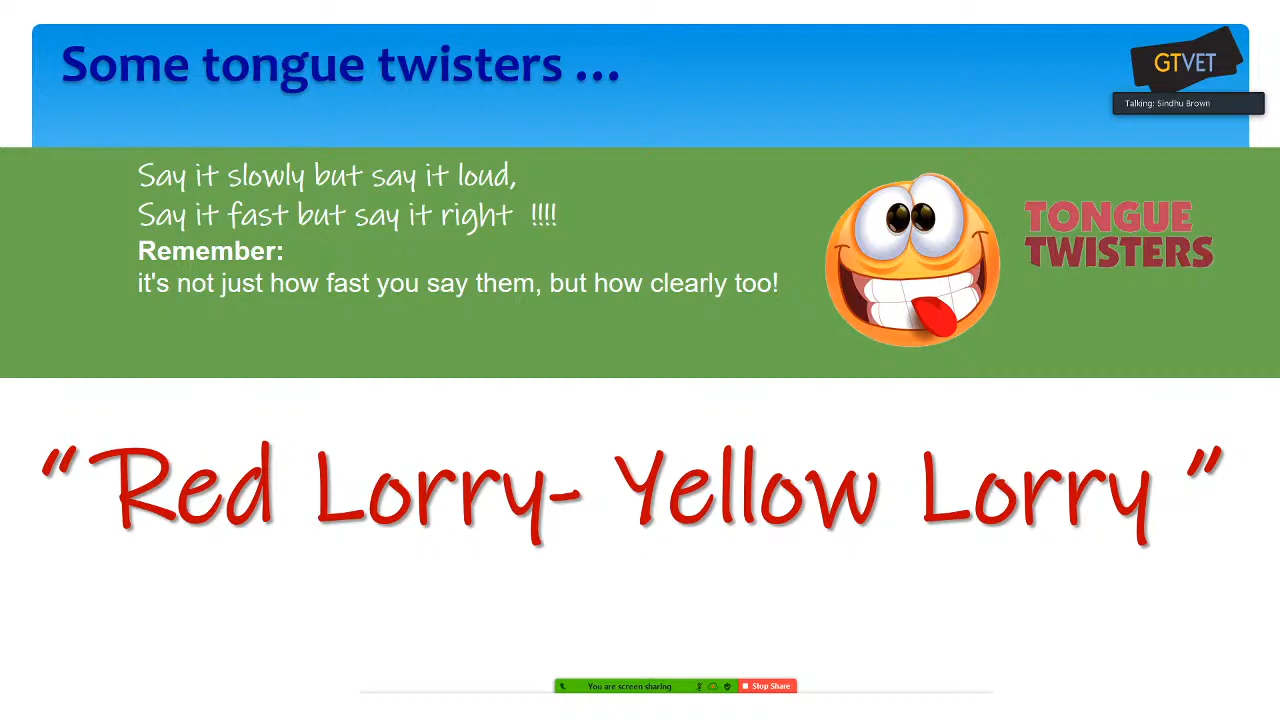 Some tongue twisters ...
GTVET
Talking: Sindhu Brown
Say it slowly but say it loud,
Say it fast but say it right !!!!
Remember:
it's not just how fast you say them, but how clearly too!
TONGUE
TWISTERS
“ Red Lorry- Yellow Lorry ”
You are screen sharing
Stop Share